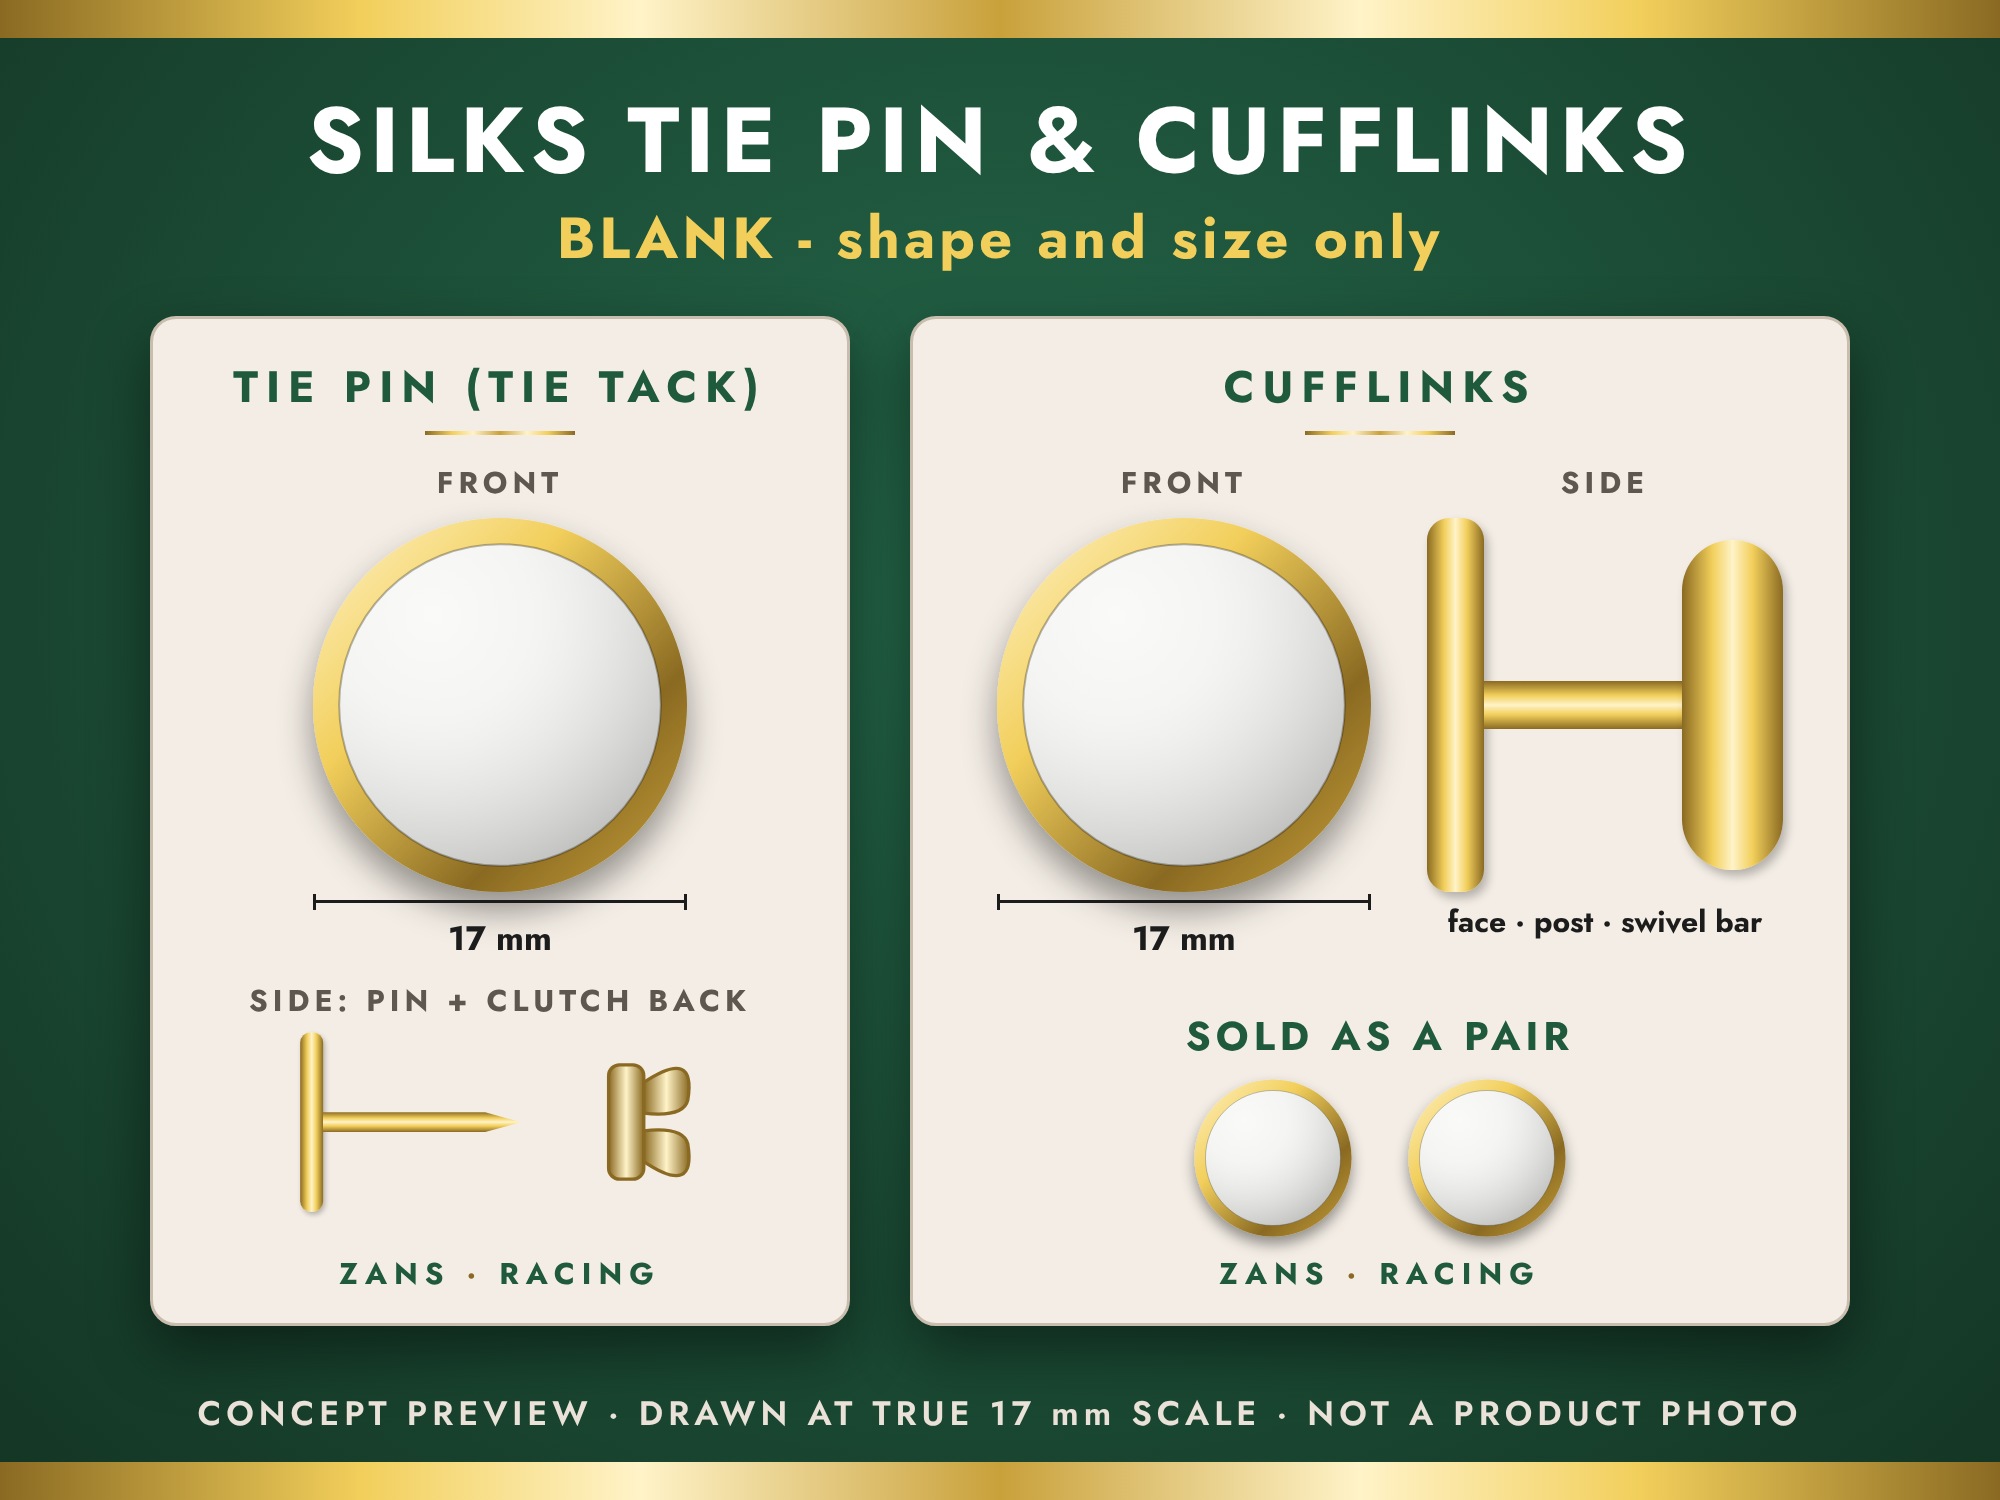 SILKS TIE PIN & CUFFLINKS
BLANK - shape and size only
TIE PIN (TIE TACK)
FRONT
17 mm
SIDE: PIN + CLUTCH BACK
ZANS · RACING
CUFFLINKS
FRONT
SIDE
17 mm
face · post · swivel bar
SOLD AS A PAIR
ZANS · RACING
CONCEPT PREVIEW · DRAWN AT TRUE 17 mm SCALE · NOT A PRODUCT PHOTO